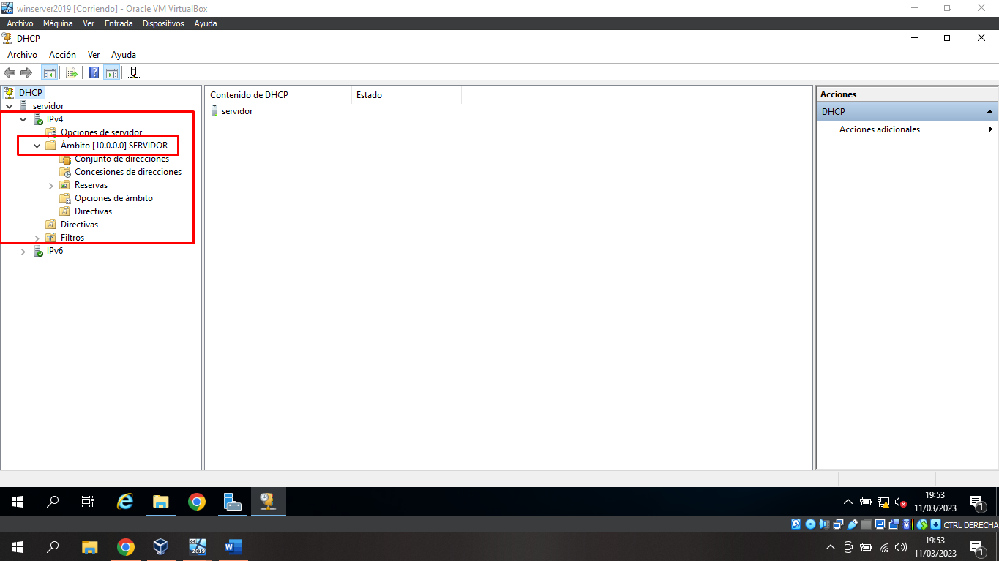 winserver2019 [Corriendo] - Oracle VM VirtualBox
Archivo Máquina Ver Entrada Dispositivos Ayuda
DHCP
Archivo Acción Ver Ayuda
DHCP
servidor
IPv4
Opciones de servidor
Ámbito [10.0.0.0] SERVIDOR
Conjunto de direcciones
Concesiones de direcciones
Reservas
Opciones de ámbito
Directivas
Directivas
Filtros
IPv6
Contenido de DHCP Estado
servidor
Acciones
DHCP
Acciones adicionales
19:53
11/03/2023
1
CTRL DERECHA
2019
19:53
11/03/2023
1